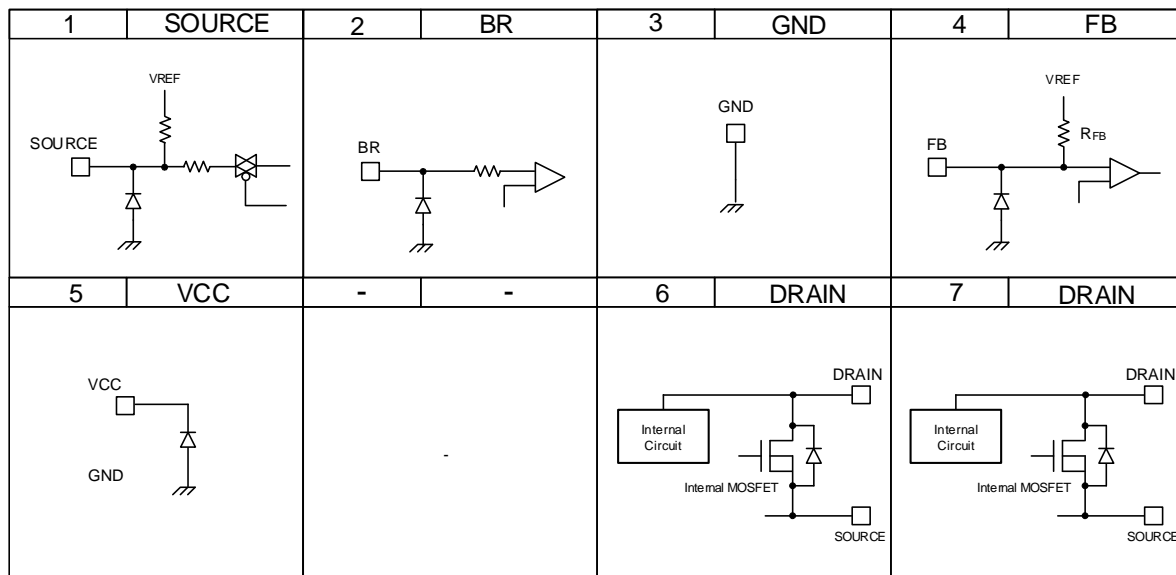 1 SOURCE 2 BR 3 GND 4 FB
VREF
SOURCE
BR
GND
VREF
RFB
FB
5 VCC - - 6 DRAIN 7 DRAIN
VCC
GND
-
DRAIN
Internal
Circuit
Internal MOSFET
SOURCE
DRAIN
Internal
Circuit
Internal MOSFET
SOURCE